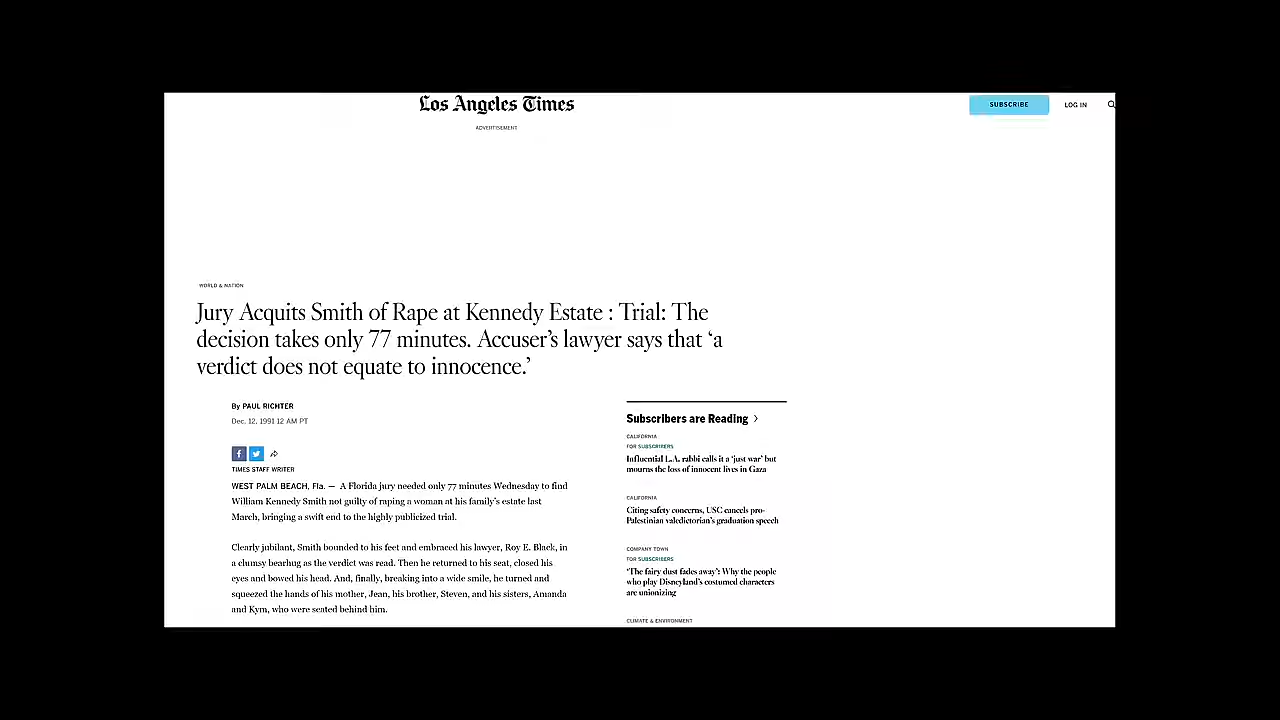 Los Angeles Times
SUBSCRIBE
LOG IN
ADVERTISEMENT
WORLD & NATION
Jury Acquits Smith of Rape at Kennedy Estate : Trial: The
decision takes only 77 minutes. Accuser’s lawyer says that ‘a
verdict does not equate to innocence.’
By PAUL RICHTER
Dec. 12, 1991 12 AM PT
TIMES STAFF WRITER
WEST PALM BEACH, Fla. — A Florida jury needed only 77 minutes Wednesday to find
William Kennedy Smith not guilty of raping a woman at his family’s estate last
March, bringing a swift end to the highly publicized trial.
Clearly jubilant, Smith bounded to his feet and embraced his lawyer, Roy E. Black, in
a clumsy bearhug as the verdict was read. Then he returned to his seat, closed his
eyes and bowed his head. And, finally, breaking into a wide smile, he turned and
squeezed the hands of his mother, Jean, his brother, Steven, and his sisters, Amanda
and Kym, who were seated behind him.
Subscribers are Reading
CALIFORNIA
FOR SUBSCRIBERS
Influential L.A. rabbi calls it a ‘just war’ but
mourns the loss of innocent lives in Gaza
CALIFORNIA
Citing safety concerns, USC cancels pro-
Palestinian valedictorian’s graduation speech
COMPANY TOWN
FOR SUBSCRIBERS
‘The fairy dust fades away’: Why the people
who play Disneyland’s costumed characters
are unionizing
CLIMATE & ENVIRONMENT